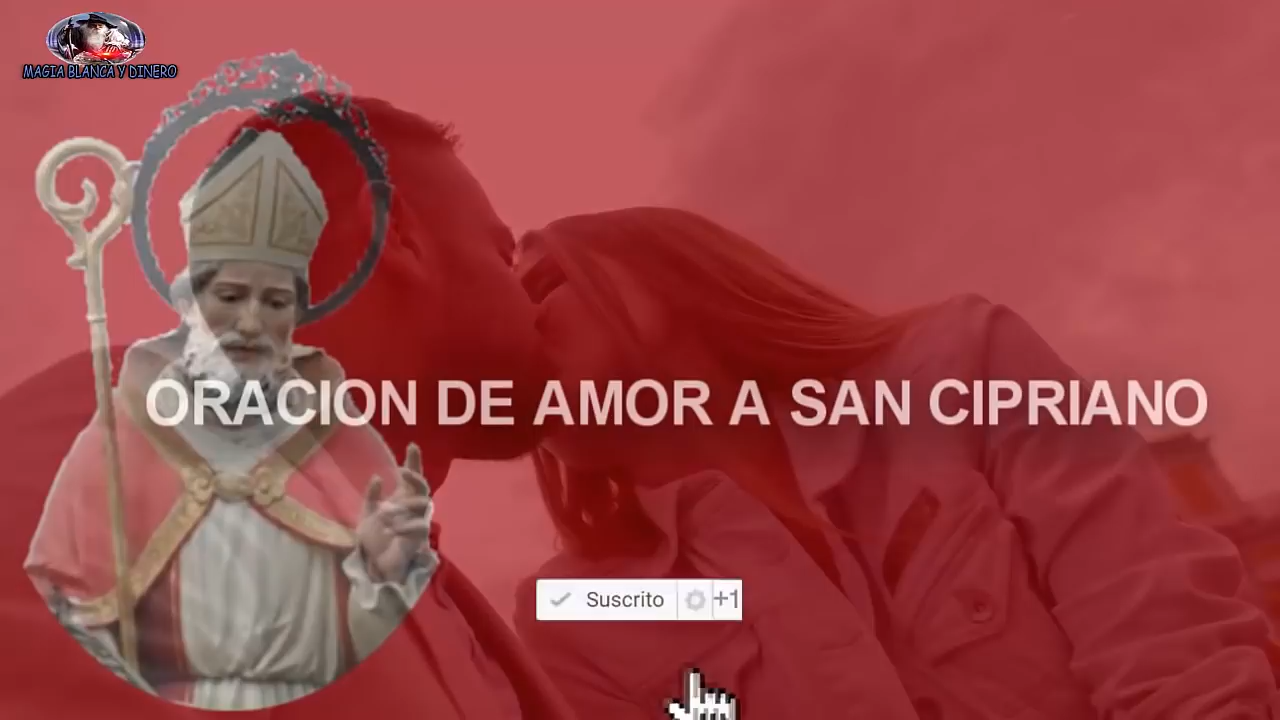 MAGIA BLANCA Y DINERO
ORACION DE AMOR A SAN CIPRIANO
Suscrito +1